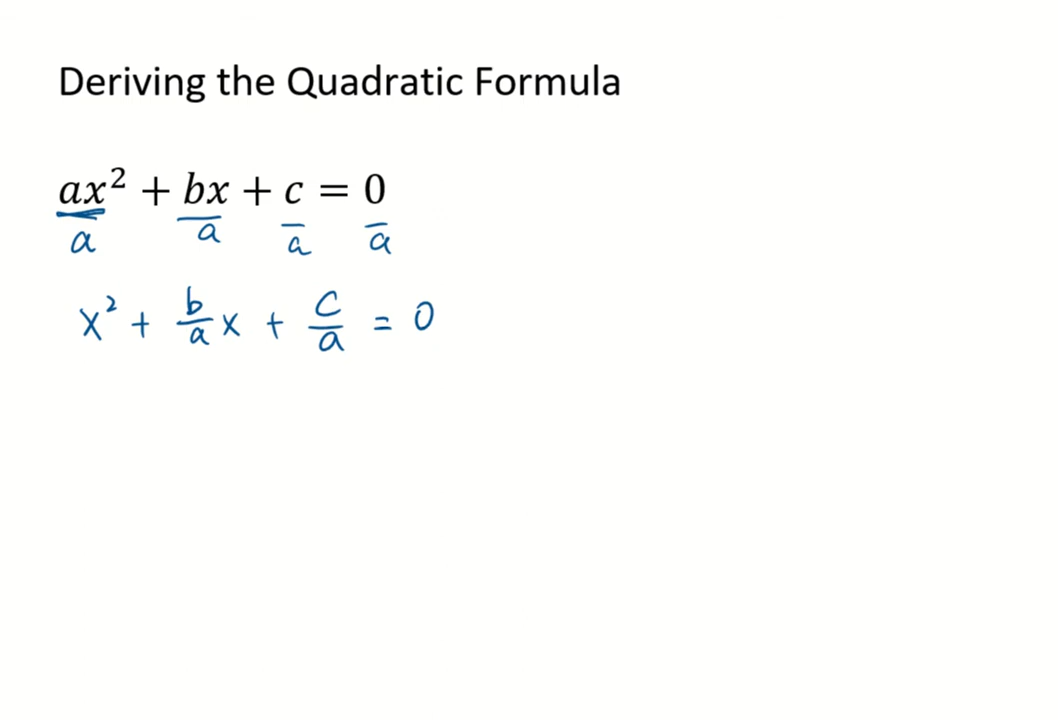 Deriving the Quadratic Formula
ax² + bx + c = 0
a a a a
x² + b/a x + c/a = 0